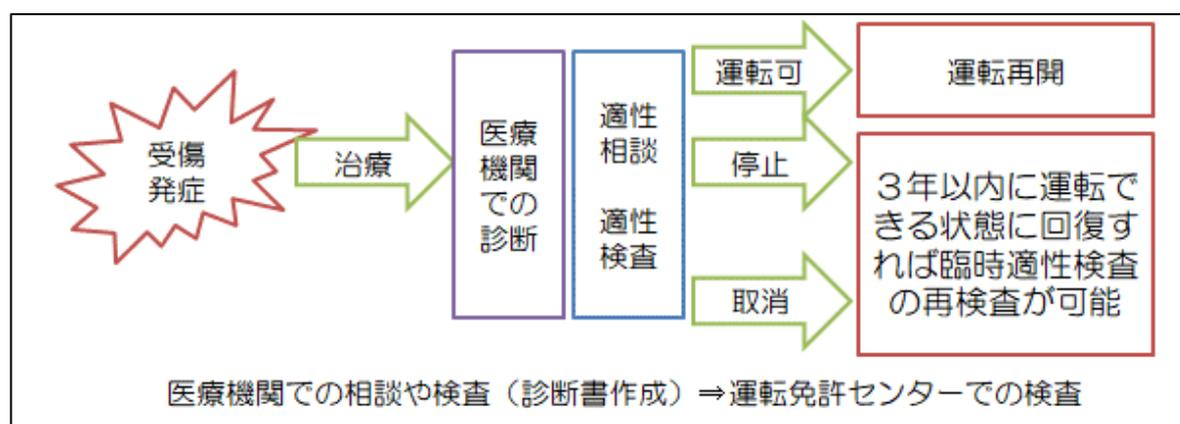 受傷
発症
治療
医療
機関
での
診断
適性
相談
適性
検査
運転可
停止
取消
運転再開
３年以内に運転で
きる状態に回復す
れば臨時適性検査
の再検査が可能
医療機関での相談や検査（診断書作成）⇒運転免許センターでの検査